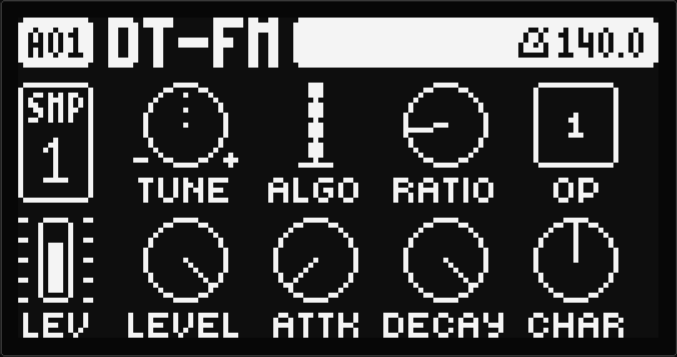 A01 DT-FM 140.0
SMP
1
- +
TUNE ALGO RATIO 1 OP
LEV LEVEL ATTK DECAY CHAR